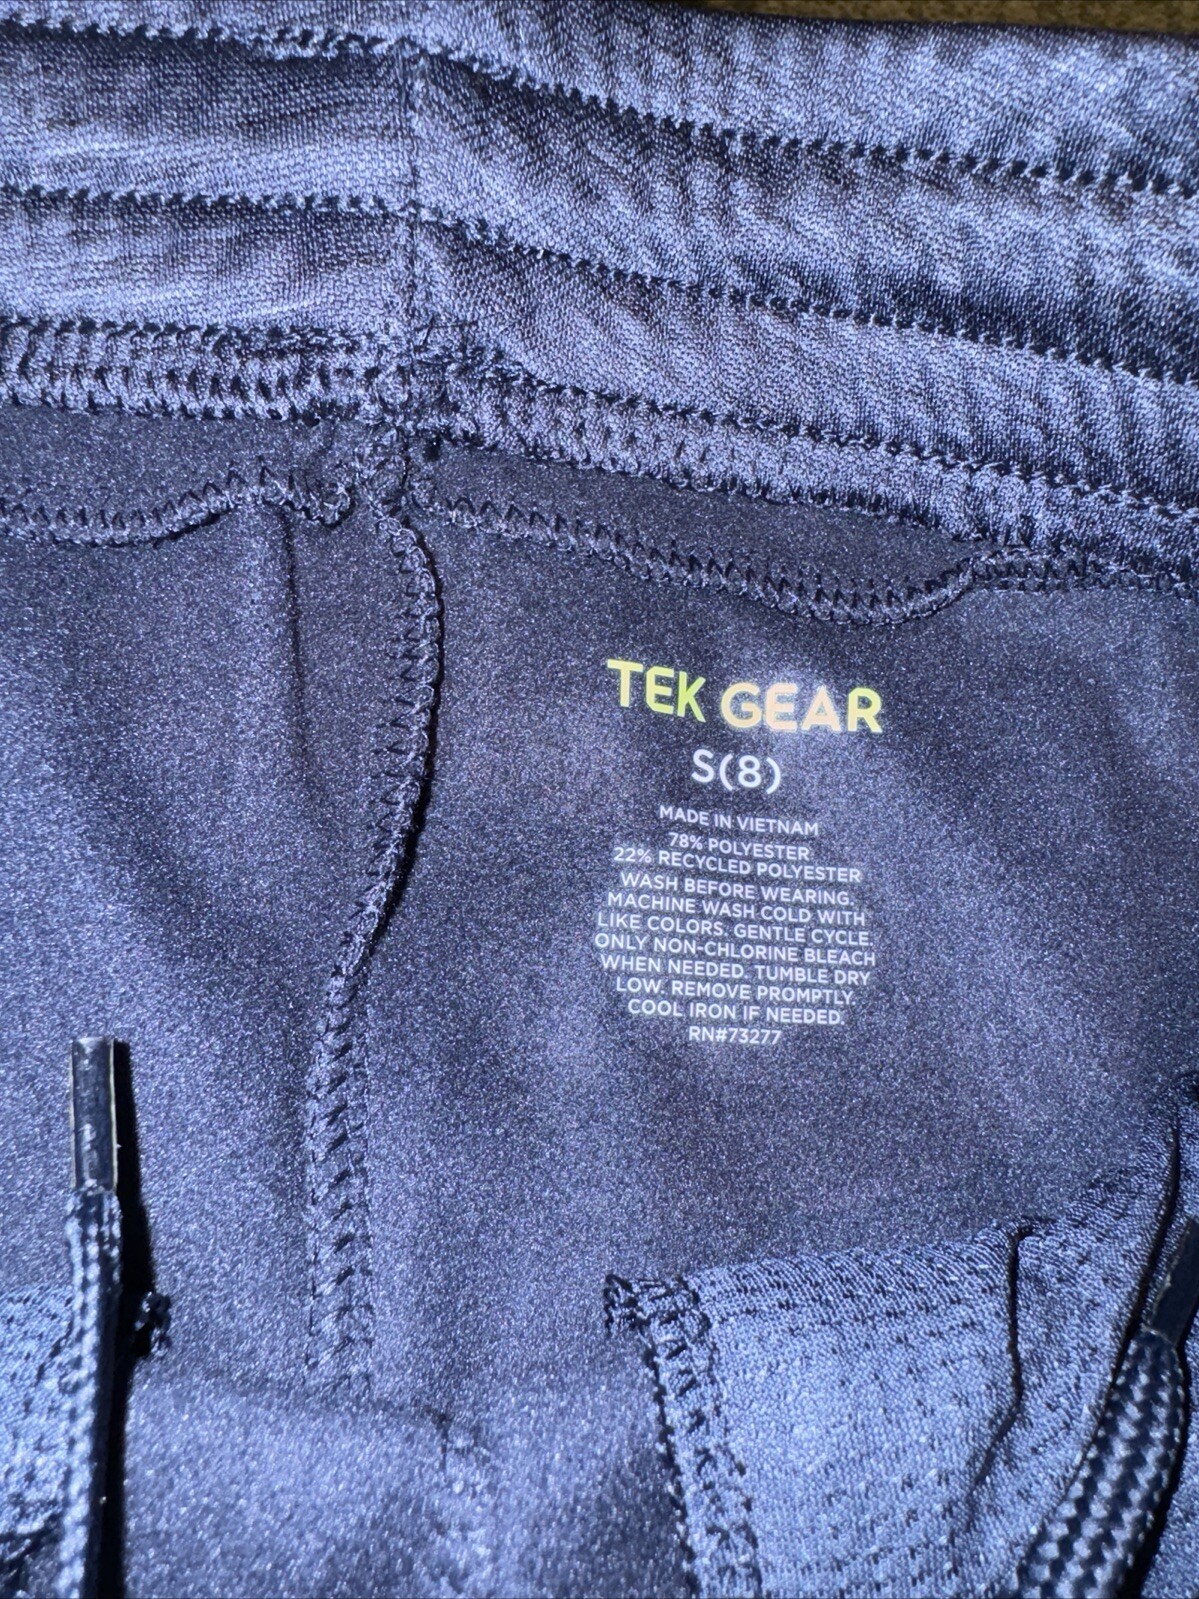 TEK GEAR
S(8)
MADE IN VIETNAM
78% POLYESTER
22% RECYCLED POLYESTER
WASH BEFORE WEARING.
MACHINE WASH COLD WITH
LIKE COLORS. GENTLE CYCLE.
ONLY NON-CHLORINE BLEACH
WHEN NEEDED. TUMBLE DRY
LOW. REMOVE PROMPTLY.
COOL IRON IF NEEDED.
RN#73277